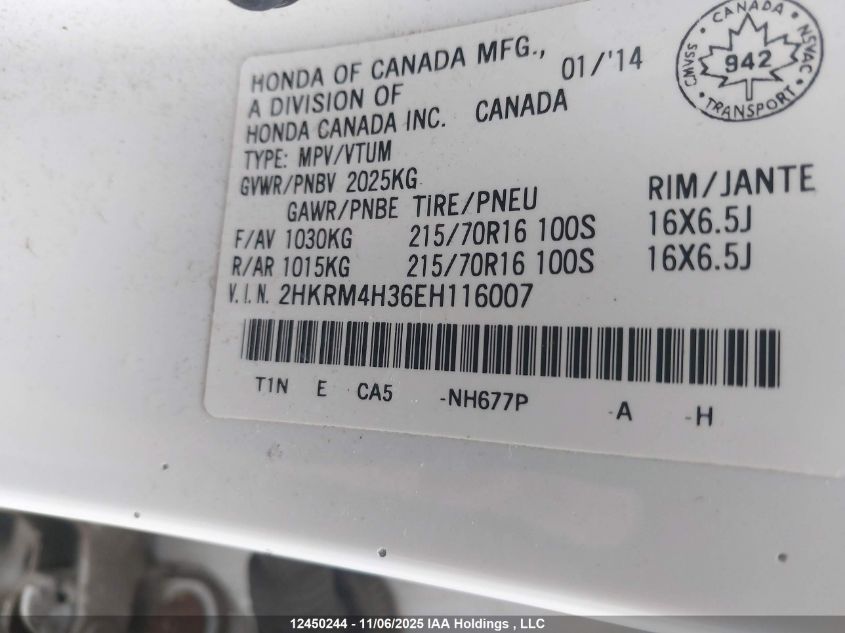 HONDA OF CANADA MFG., 01/'14
A DIVISION OF
HONDA CANADA INC. CANADA
TYPE: MPV/VTUM
GVWR/PNBV 2025KG
GAWR/PNBE TIRE/PNEU RIM/JANTE
F/AV 1030KG 215/70R16 100S 16X6.5J
R/AR 1015KG 215/70R16 100S 16X6.5J
V.I.N. 2HKRM4H36EH116007
T1N E CA5 -NH677P -A -H
CANADA
CMVSS 942 NSVAC
TRANSPORT
12450244 - 11/06/2025 IAA Holdings , LLC